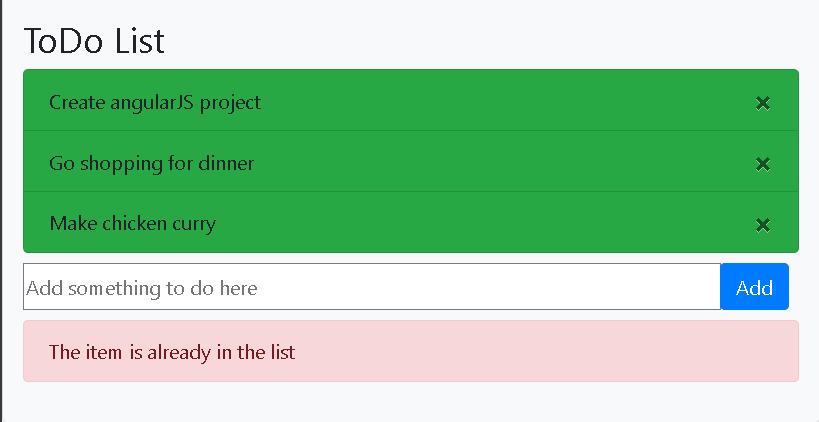 ToDo List
Create angularJS project ×
Go shopping for dinner ×
Make chicken curry ×
Add something to do here Add
The item is already in the list